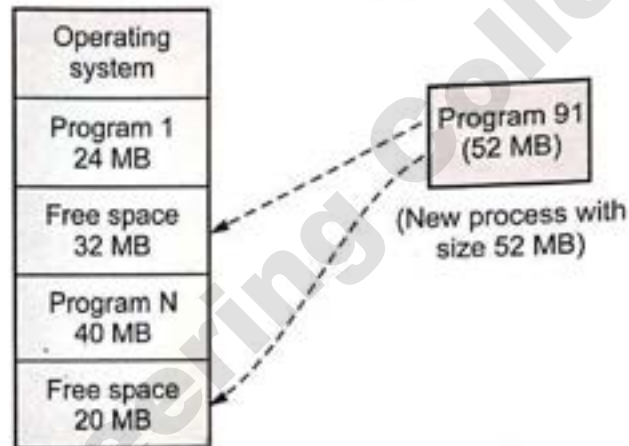 Operating
system
Program 1
24 MB
Free space
32 MB
Program N
40 MB
Free space
20 MB
Program 91
(52 MB)
(New process with
size 52 MB)